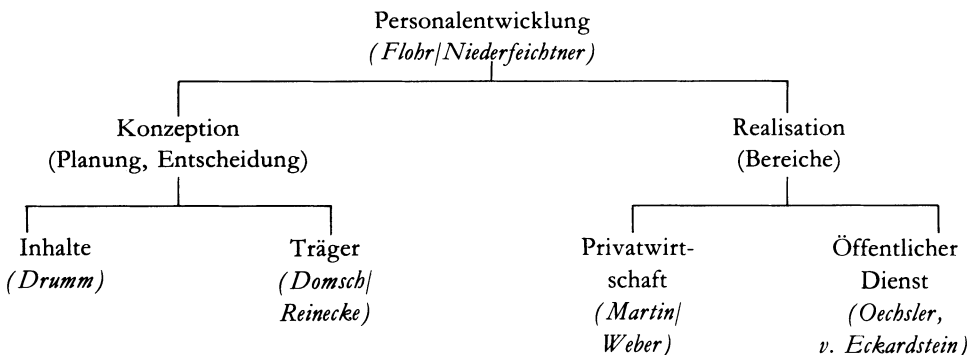 Personalentwicklung
(Flohr/Niederfeichtner)
Konzeption
(Planung, Entscheidung)
Realisation
(Bereiche)
Inhalte
(Drumm)
Träger
(Domsch/
Reinecke)
Privatwirt-
schaft
(Martin/
Weber)
Öffentlicher
Dienst
(Oechsler,
v. Eckardstein)